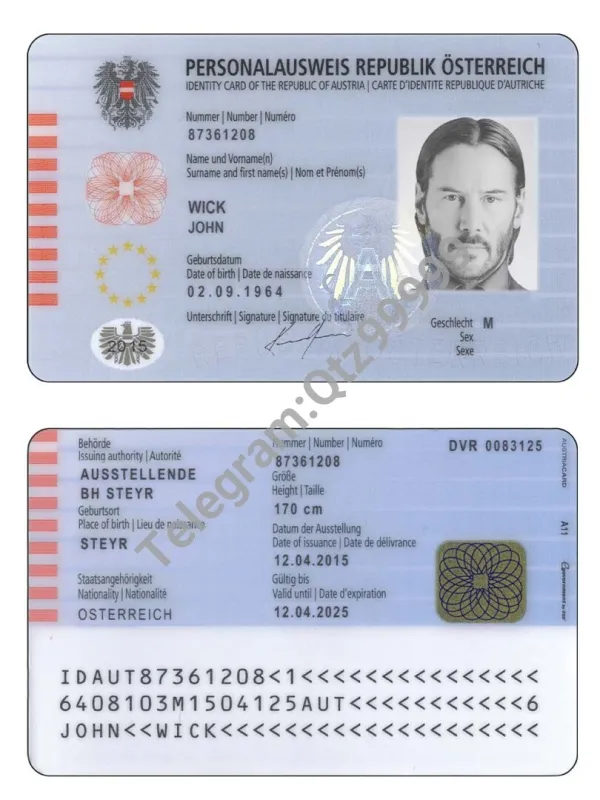 PERSONALAUSWEIS REPUBLIK ÖSTERREICH
IDENTITY CARD OF THE REPUBLIC OF AUSTRIA | CARTE D'IDENTITE REPUBLIQUE D'AUTRICHE
Nummer | Number | Numéro
87361208
Name und Vorname(n)
Surname and first name(s) | Nom et Prénom(s)
WICK
JOHN
Geburtsdatum
Date of birth | Date de naissance
02.09.1964
Unterschrift | Signature | Signature du titulaire
Geschlecht M
Sex
Sexe
2015
A
Telegram:Qtz9999
Behörde
Issuing authority | Autorité
AUSSTELLENDE
BH STEYR
Geburtsort
Place of birth | Lieu de naissance
STEYR
Staatsangehörigkeit
Nationality | Nationalité
OSTERREICH
Nummer | Number | Numéro
87361208
Größe
Height | Taille
170 cm
Datum der Ausstellung
Date of issuance | Date de délivrance
12.04.2015
Gültig bis
Valid until | Date d'expiration
12.04.2025
DVR 0083125
AUSTRIACARD
A11
IDAUT87361208<1<<<<<<<<<<<<<<<
6408103M1504125AUT<<<<<<<<<<<6
JOHN<<WICK<<<<<<<<<<<<<<<<<<<<